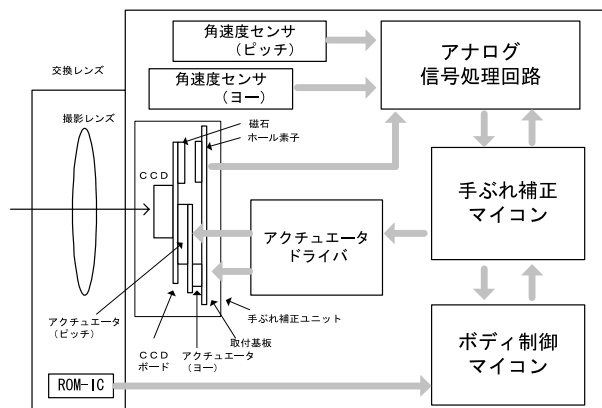 角速度センサ
(ピッチ)
アナログ
信号処理回路
交換レンズ
角速度センサ
(ヨー)
撮影レンズ
磁石
ホール素子
CCD
手ぶれ補正
マイコン
アクチュエータ
ドライバ
アクチュエータ
(ピッチ)
手ぶれ補正ユニット
取付基板
CCD
ボード
アクチュエータ
(ヨー)
ボディ制御
マイコン
ROM-IC